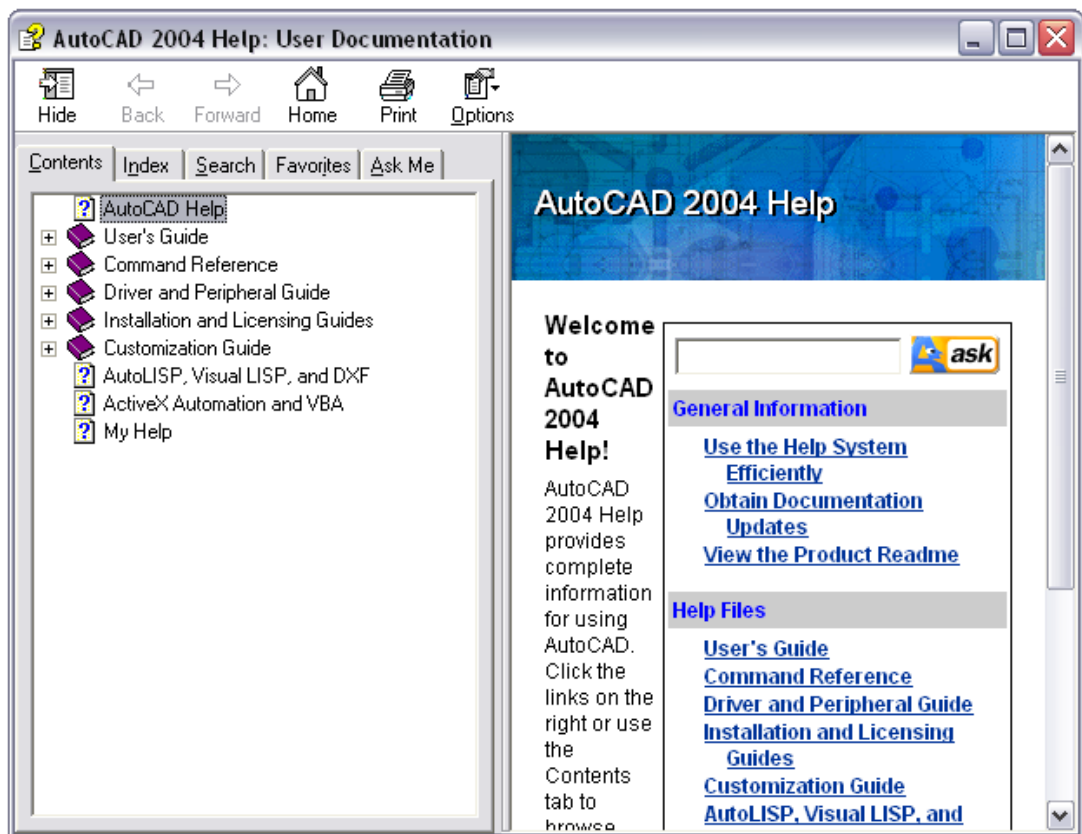 AutoCAD 2004 Help: User Documentation
Hide
Back
Forward
Home
Print
Options
Contents
Index
Search
Favorites
Ask Me
AutoCAD Help
User's Guide
Command Reference
Driver and Peripheral Guide
Installation and Licensing Guides
Customization Guide
AutoLISP, Visual LISP, and DXF
ActiveX Automation and VBA
My Help
AutoCAD 2004 Help
Welcome
to
AutoCAD
2004
Help!
AutoCAD
2004 Help
provides
complete
information
for using
AutoCAD.
Click the
links on the
right or use
the
Contents
tab to
browse
ask
General Information
Use the Help System
Efficiently
Obtain Documentation
Updates
View the Product Readme
Help Files
User's Guide
Command Reference
Driver and Peripheral Guide
Installation and Licensing
Guides
Customization Guide
AutoLISP, Visual LISP, and